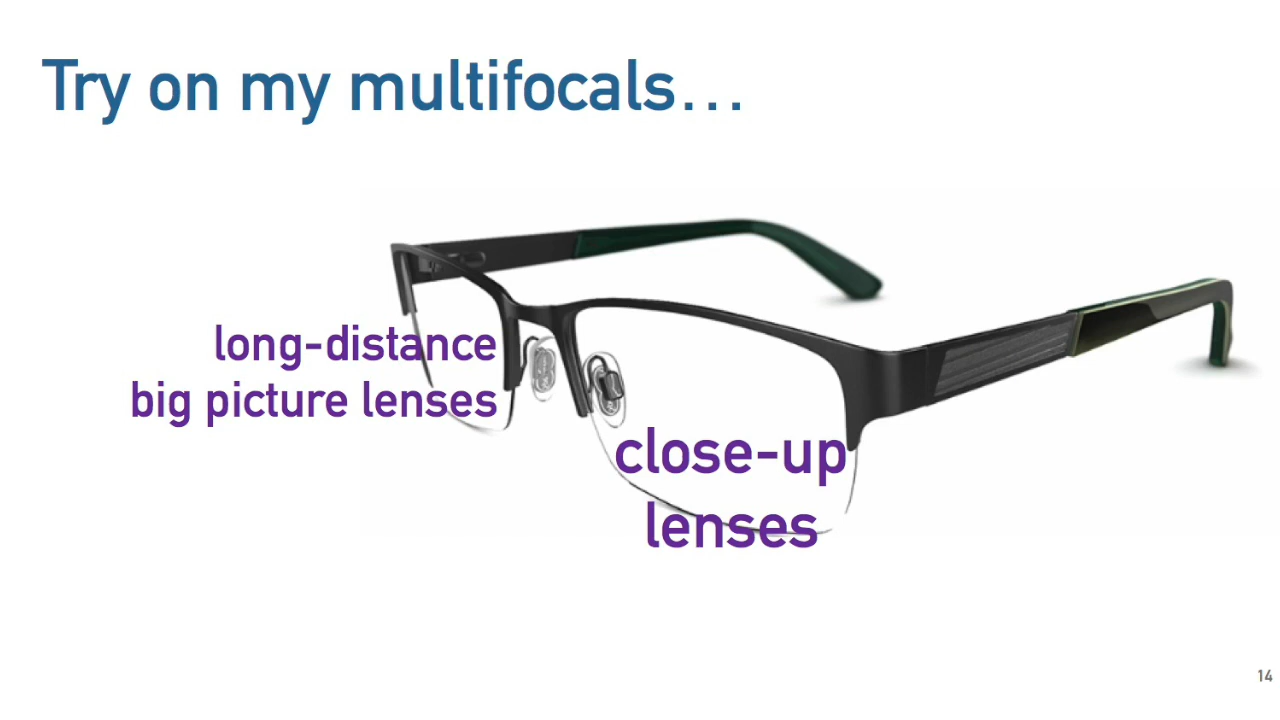 Try on my multifocals…
long-distance
big picture lenses
close-up
lenses
14